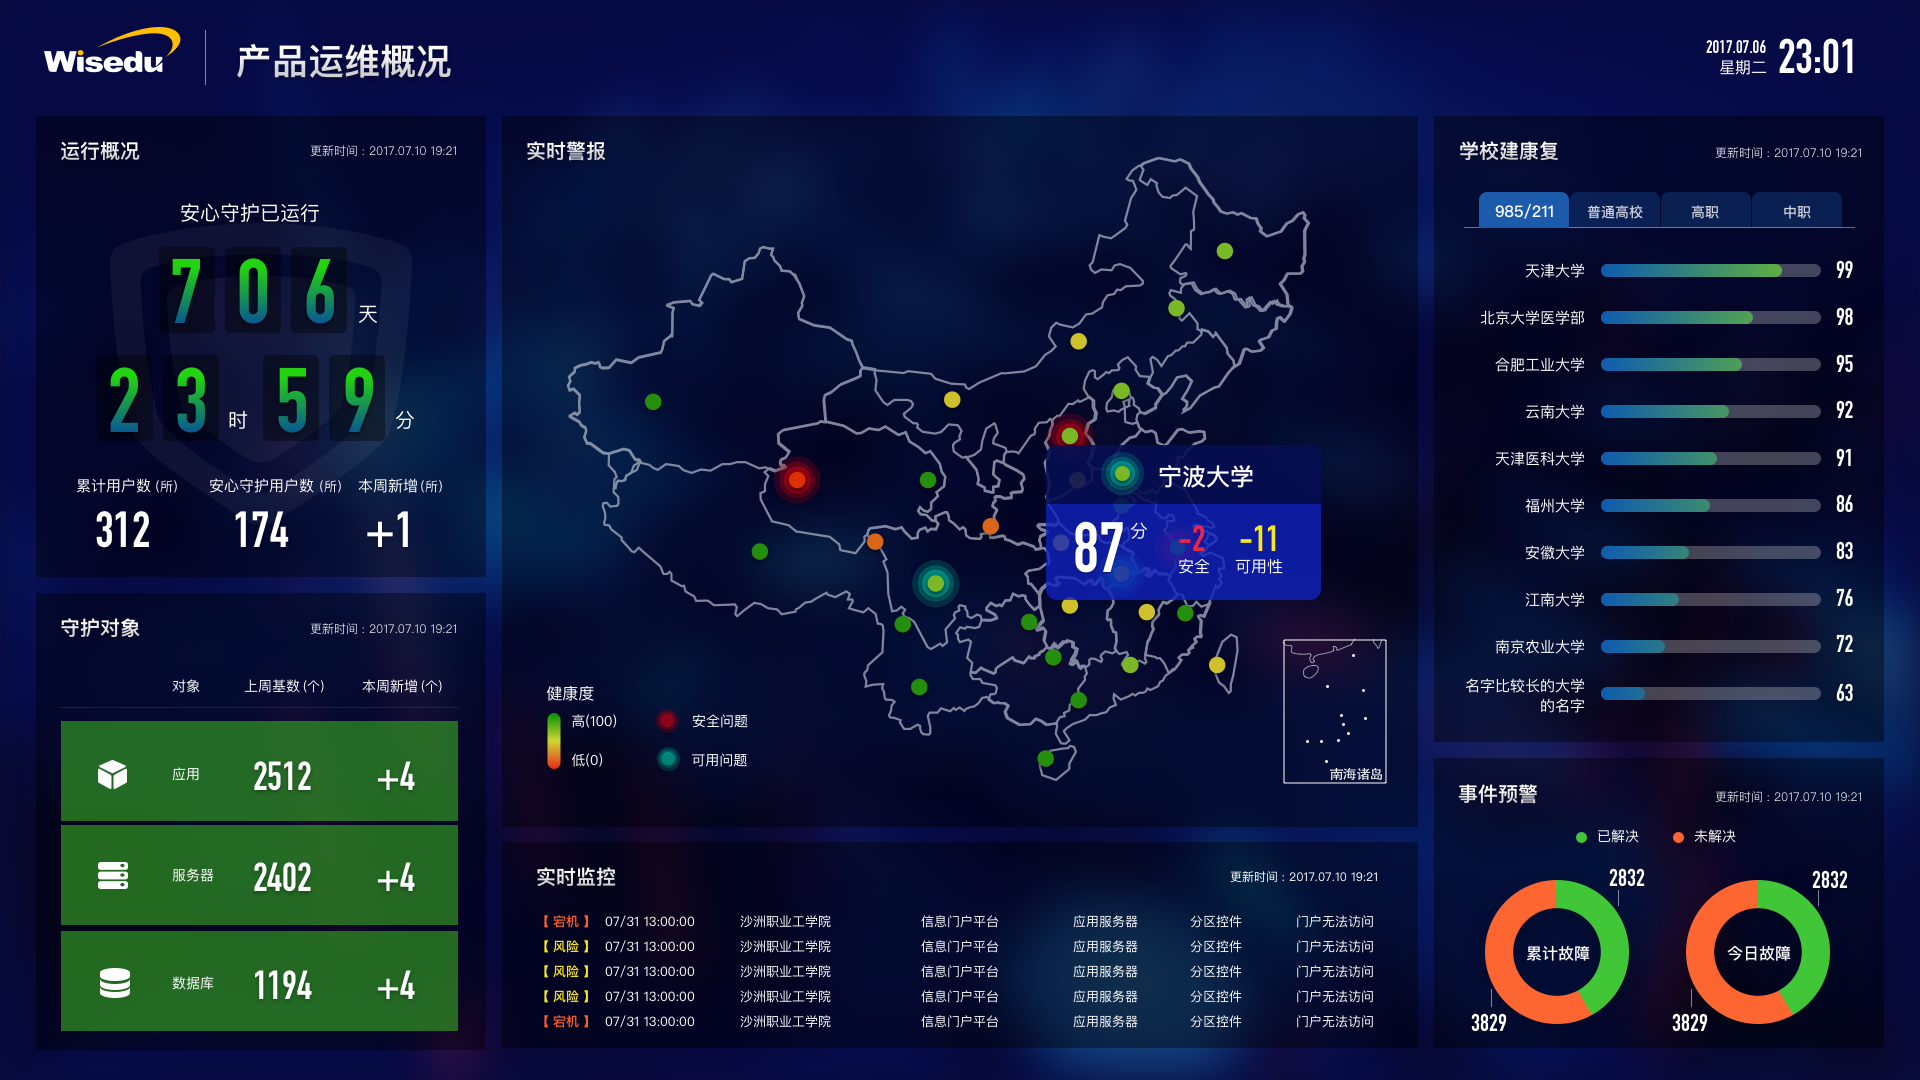 Wisedu
产品运维概况
2017.07.06
星期二
23:01
运行概况
更新时间：2017.07.10 19:21
安心守护已运行
706 天
23 时 59 分
累计用户数 (所) 安心守护用户数 (所) 本周新增(所)
312 174 +1
守护对象
更新时间：2017.07.10 19:21
对象 上周基数 (个) 本周新增 (个)
应用 2512 +4
服务器 2402 +4
数据库 1194 +4
实时警报
宁波大学
87 分
-2 -11
安全 可用性
健康度
高(100) 安全问题
低(0) 可用问题
南海诸岛
实时监控
更新时间：2017.07.10 19:21
【 宕机 】 07/31 13:00:00 沙洲职业工学院 信息门户平台 应用服务器 分区控件 门户无法访问
【 风险 】 07/31 13:00:00 沙洲职业工学院 信息门户平台 应用服务器 分区控件 门户无法访问
【 风险 】 07/31 13:00:00 沙洲职业工学院 信息门户平台 应用服务器 分区控件 门户无法访问
【 风险 】 07/31 13:00:00 沙洲职业工学院 信息门户平台 应用服务器 分区控件 门户无法访问
【 宕机 】 07/31 13:00:00 沙洲职业工学院 信息门户平台 应用服务器 分区控件 门户无法访问
学校建康复
更新时间：2017.07.10 19:21
985/211 普通高校 高职 中职
天津大学 99
北京大学医学部 98
合肥工业大学 95
云南大学 92
天津医科大学 91
福州大学 86
安徽大学 83
江南大学 76
南京农业大学 72
名字比较长的大学
的名字 63
事件预警
更新时间：2017.07.10 19:21
已解决 未解决
2832
累计故障
3829
2832
今日故障
3829